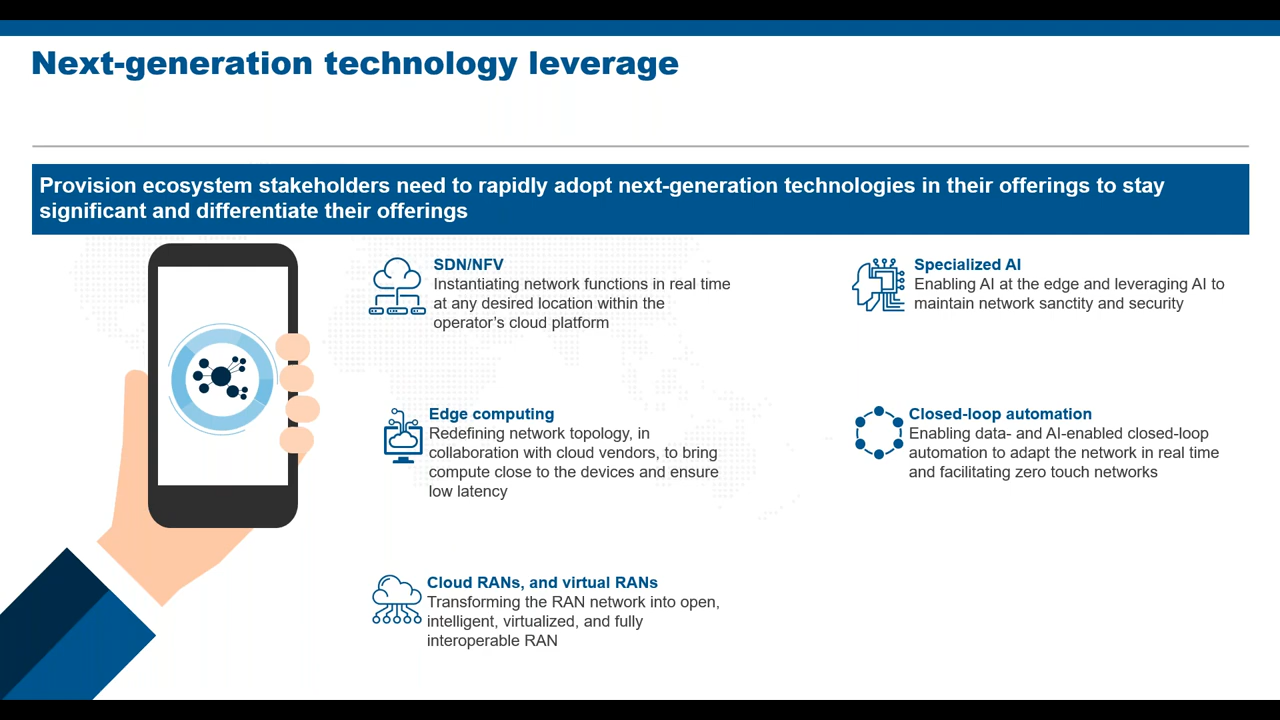 Next-generation technology leverage
Provision ecosystem stakeholders need to rapidly adopt next-generation technologies in their offerings to stay
significant and differentiate their offerings
SDN/NFV
Instantiating network functions in real time
at any desired location within the
operator’s cloud platform
Specialized AI
Enabling AI at the edge and leveraging AI to
maintain network sanctity and security
Edge computing
Redefining network topology, in
collaboration with cloud vendors, to bring
compute close to the devices and ensure
low latency
Closed-loop automation
Enabling data- and AI-enabled closed-loop
automation to adapt the network in real time
and facilitating zero touch networks
Cloud RANs, and virtual RANs
Transforming the RAN network into open,
intelligent, virtualized, and fully
interoperable RAN